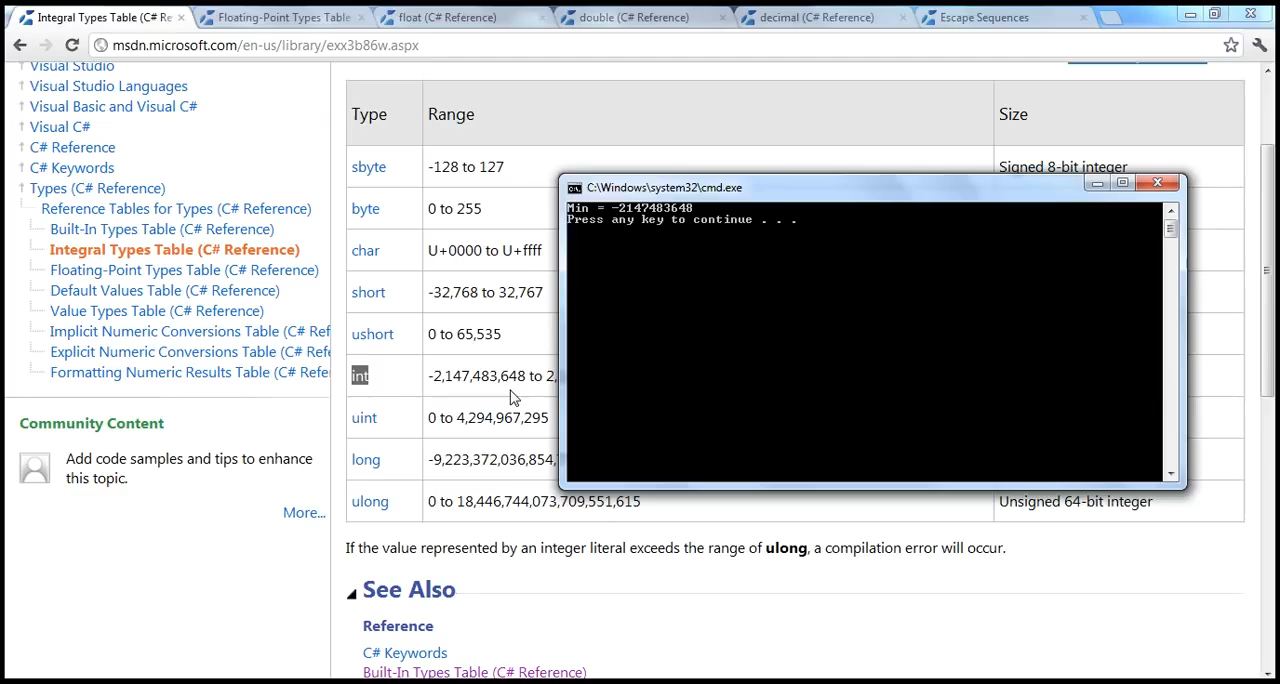 Integral Types Table (C# Re
Floating-Point Types Table
float (C# Reference)
double (C# Reference)
decimal (C# Reference)
Escape Sequences
msdn.microsoft.com/en-us/library/exx3b86w.aspx
Visual Studio
Visual Studio Languages
Visual Basic and Visual C#
Visual C#
C# Reference
C# Keywords
Types (C# Reference)
Reference Tables for Types (C# Reference)
Built-In Types Table (C# Reference)
Integral Types Table (C# Reference)
Floating-Point Types Table (C# Reference)
Default Values Table (C# Reference)
Value Types Table (C# Reference)
Implicit Numeric Conversions Table (C# Ref
Explicit Numeric Conversions Table (C# Refe
Formatting Numeric Results Table (C# Refe
Community Content
Add code samples and tips to enhance
this topic.
More...
Type Range Size
sbyte -128 to 127 Signed 8-bit integer
byte 0 to 255
char U+0000 to U+ffff
short -32,768 to 32,767
ushort 0 to 65,535
int -2,147,483,648 to 2,
uint 0 to 4,294,967,295
long -9,223,372,036,854,
ulong 0 to 18,446,744,073,709,551,615 Unsigned 64-bit integer
C:\Windows\system32\cmd.exe
Min = -2147483648
Press any key to continue . . .
If the value represented by an integer literal exceeds the range of ulong, a compilation error will occur.
See Also
Reference
C# Keywords
Built-In Types Table (C# Reference)